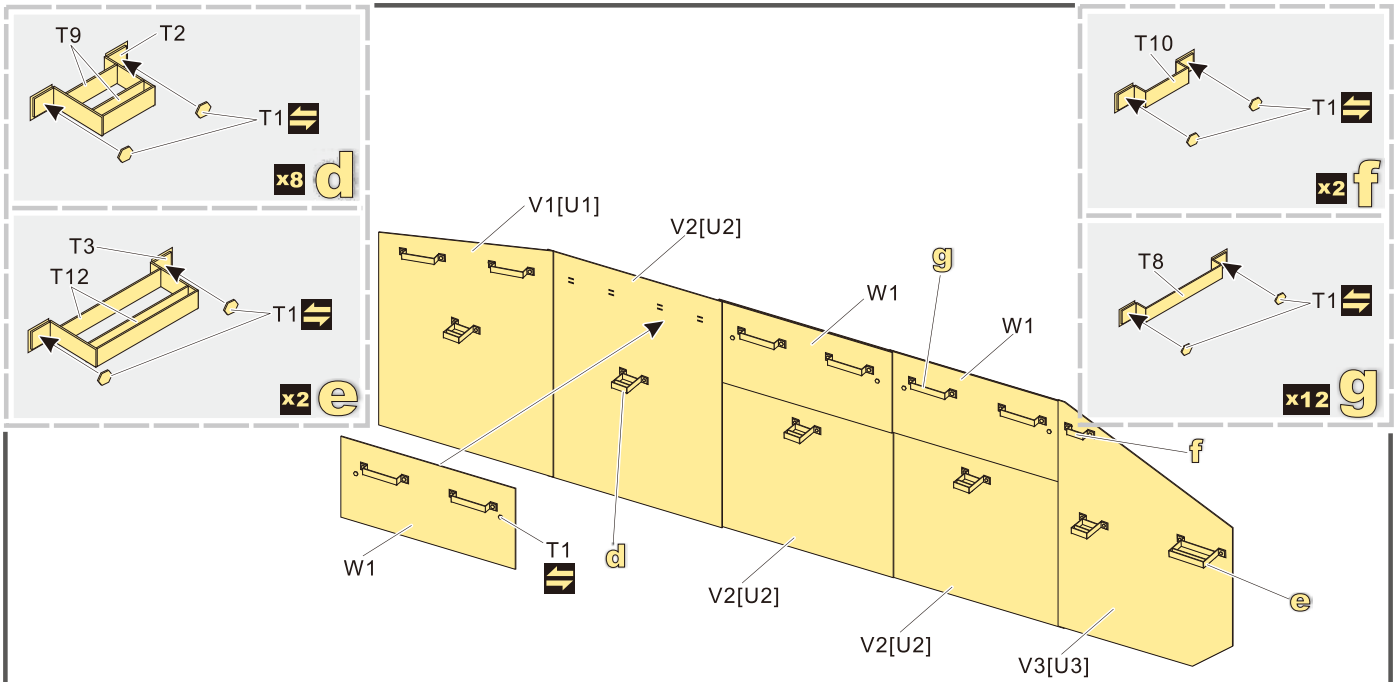 T9
T2
T1
x8 d
T3
T12
T1
x2 e
T10
T1
x2 f
T8
T1
x12 g
V1[U1]
V2[U2]
g
W1
W1
f
W1
T1
d
V2[U2]
V2[U2]
e
V3[U3]